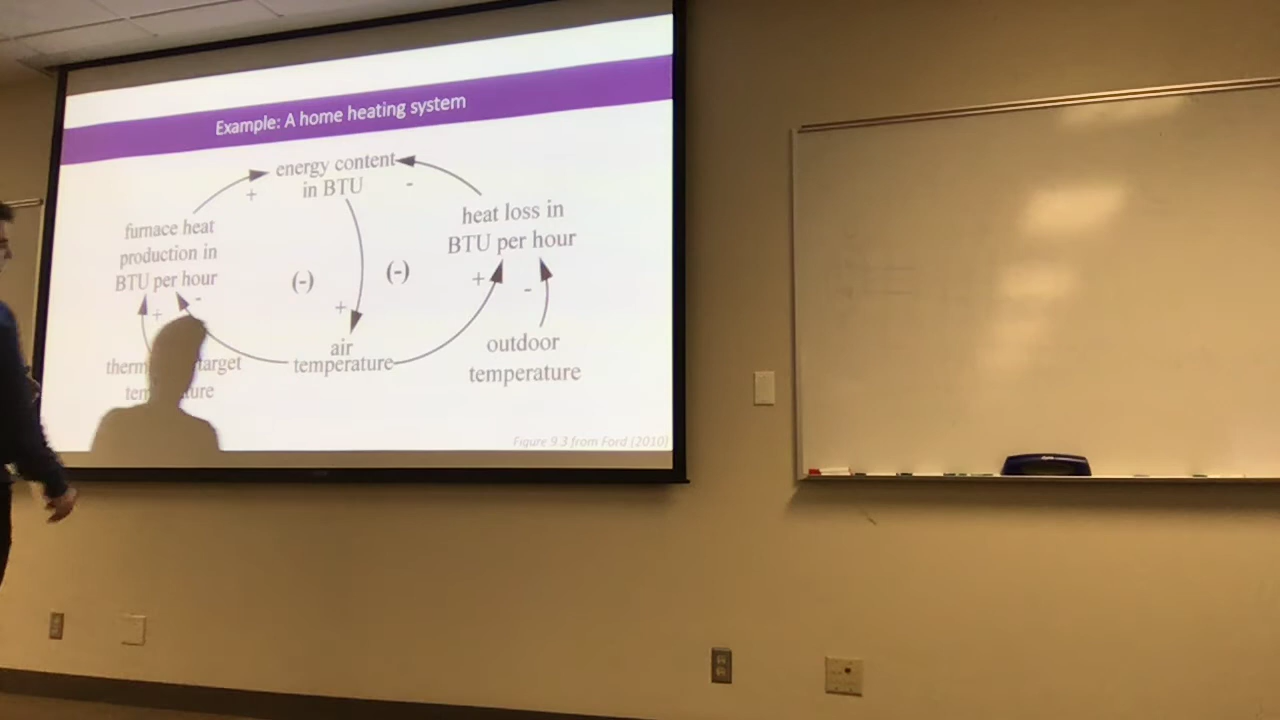 Example: A home heating system
energy content
in BTU
+
-
furnace heat
production in
BTU per hour
heat loss in
BTU per hour
(-)
(-)
+
-
+
+
-
air
temperature
target
outdoor
temperature
Figure 9.3 from Ford (2010)